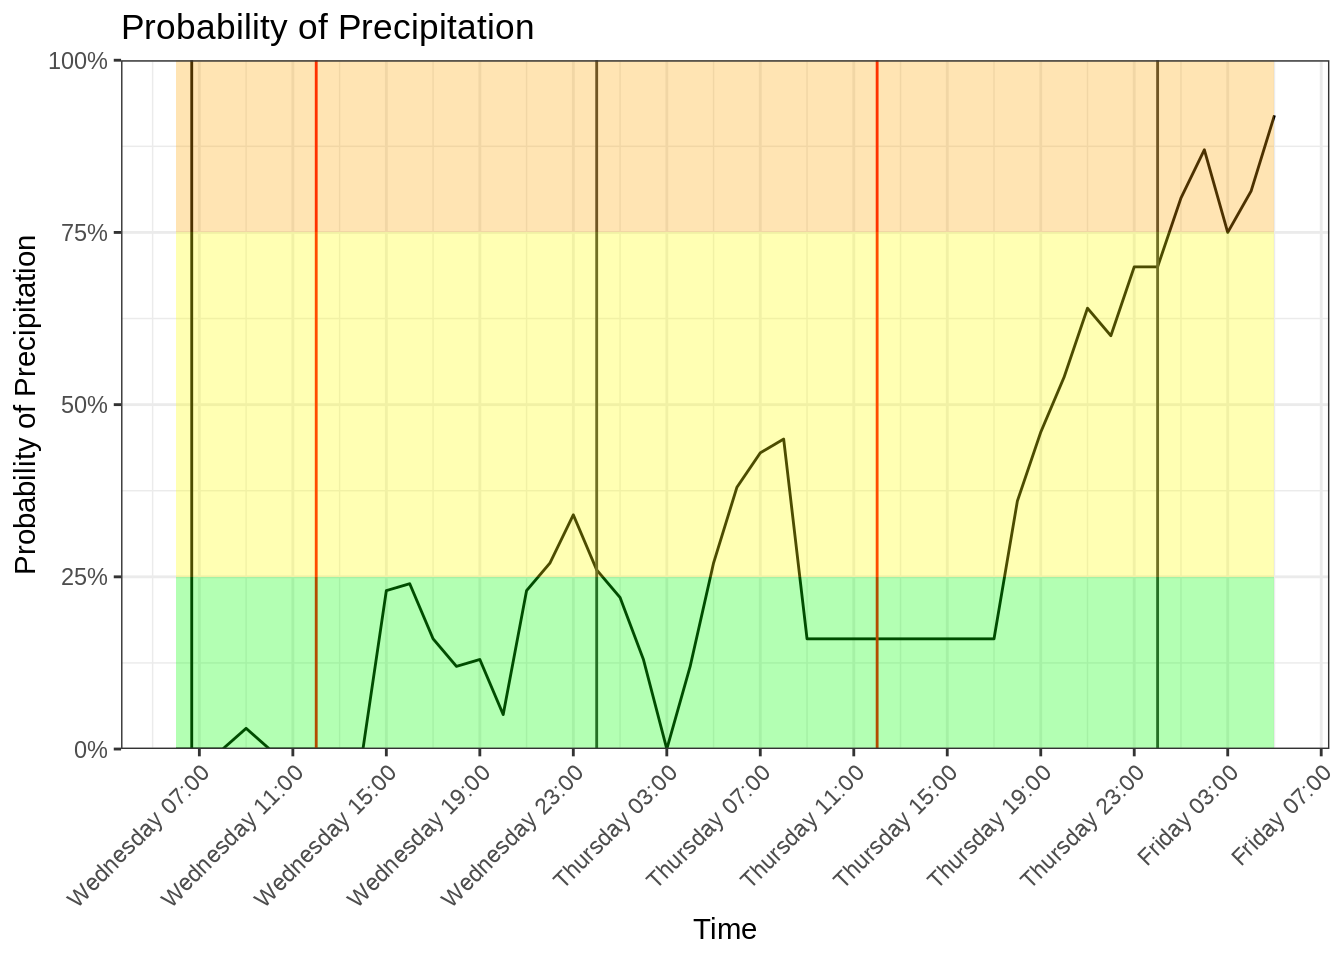 Probability of Precipitation
100%
75%
50%
25%
0%
Probability of Precipitation
Wednesday 07:00
Wednesday 11:00
Wednesday 15:00
Wednesday 19:00
Wednesday 23:00
Thursday 03:00
Thursday 07:00
Thursday 11:00
Thursday 15:00
Thursday 19:00
Thursday 23:00
Friday 03:00
Friday 07:00
Time